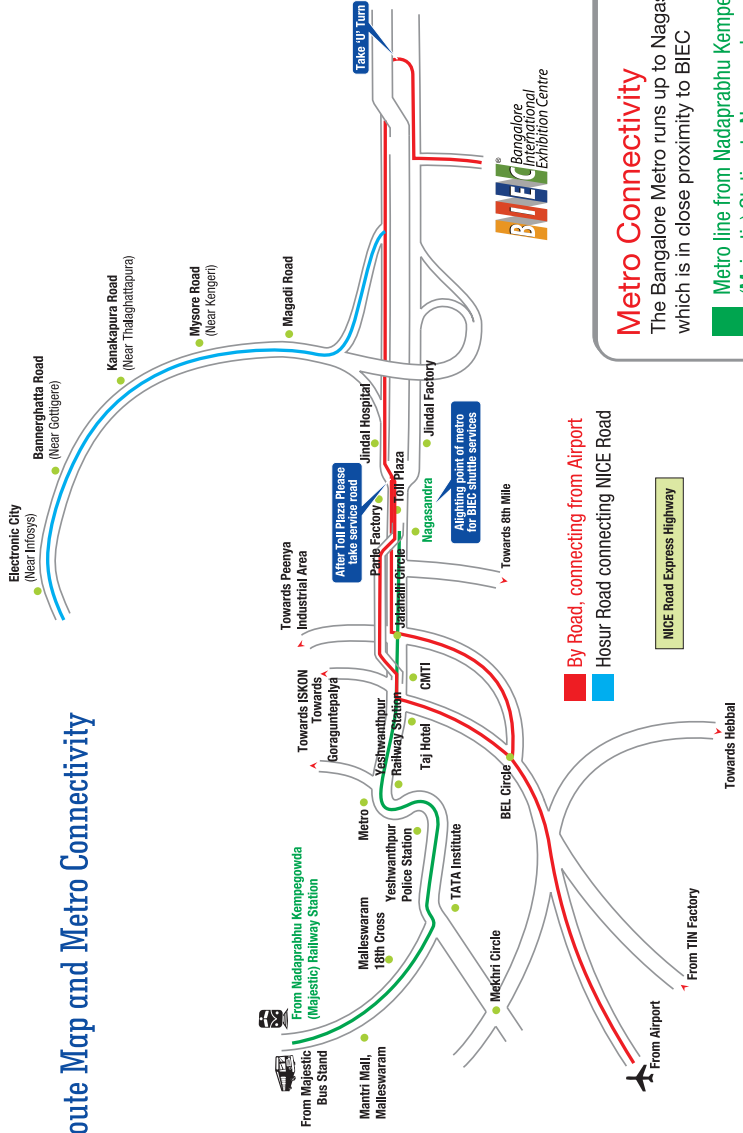 oute Map and Metro Connectivity
Electronic City
(Near Infosys)
Bannerghatta Road
(Near Gottigere)
Kanakapura Road
(Near Thalaghattapura)
Mysore Road
(Near Kengeri)
Magadi Road
Take 'U' Turn
From Majestic
Bus Stand
From Nadaprabhu Kempegowda
(Majestic) Railway Station
Mantri Mall,
Malleswaram
Malleswaram
18th Cross
Metro
Yeshwanthpur
Police Station
TATA Institute
Mekhri Circle
Towards ISKON
Towards
Goraguntepalya
Towards Peenya
Industrial Area
Yeshwanthpur
Railway Station
Taj Hotel
CMTI
Jalahalli Circle
Parle Factory
After Toll Plaza Please
take service road
Toll Plaza
Jindal Hospital
Jindal Factory
Nagasandra
Alighting point of metro
for BIEC shuttle services
Towards 8th Mile
BEL Circle
Towards Hebbal
From TIN Factory
From Airport
BIEC®
Bangalore
International
Exhibition Centre
By Road, connecting from Airport
Hosur Road connecting NICE Road
NICE Road Express Highway
Metro Connectivity
The Bangalore Metro runs up to Nagas
which is in close proximity to BIEC
Metro line from Nadaprabhu Kempe